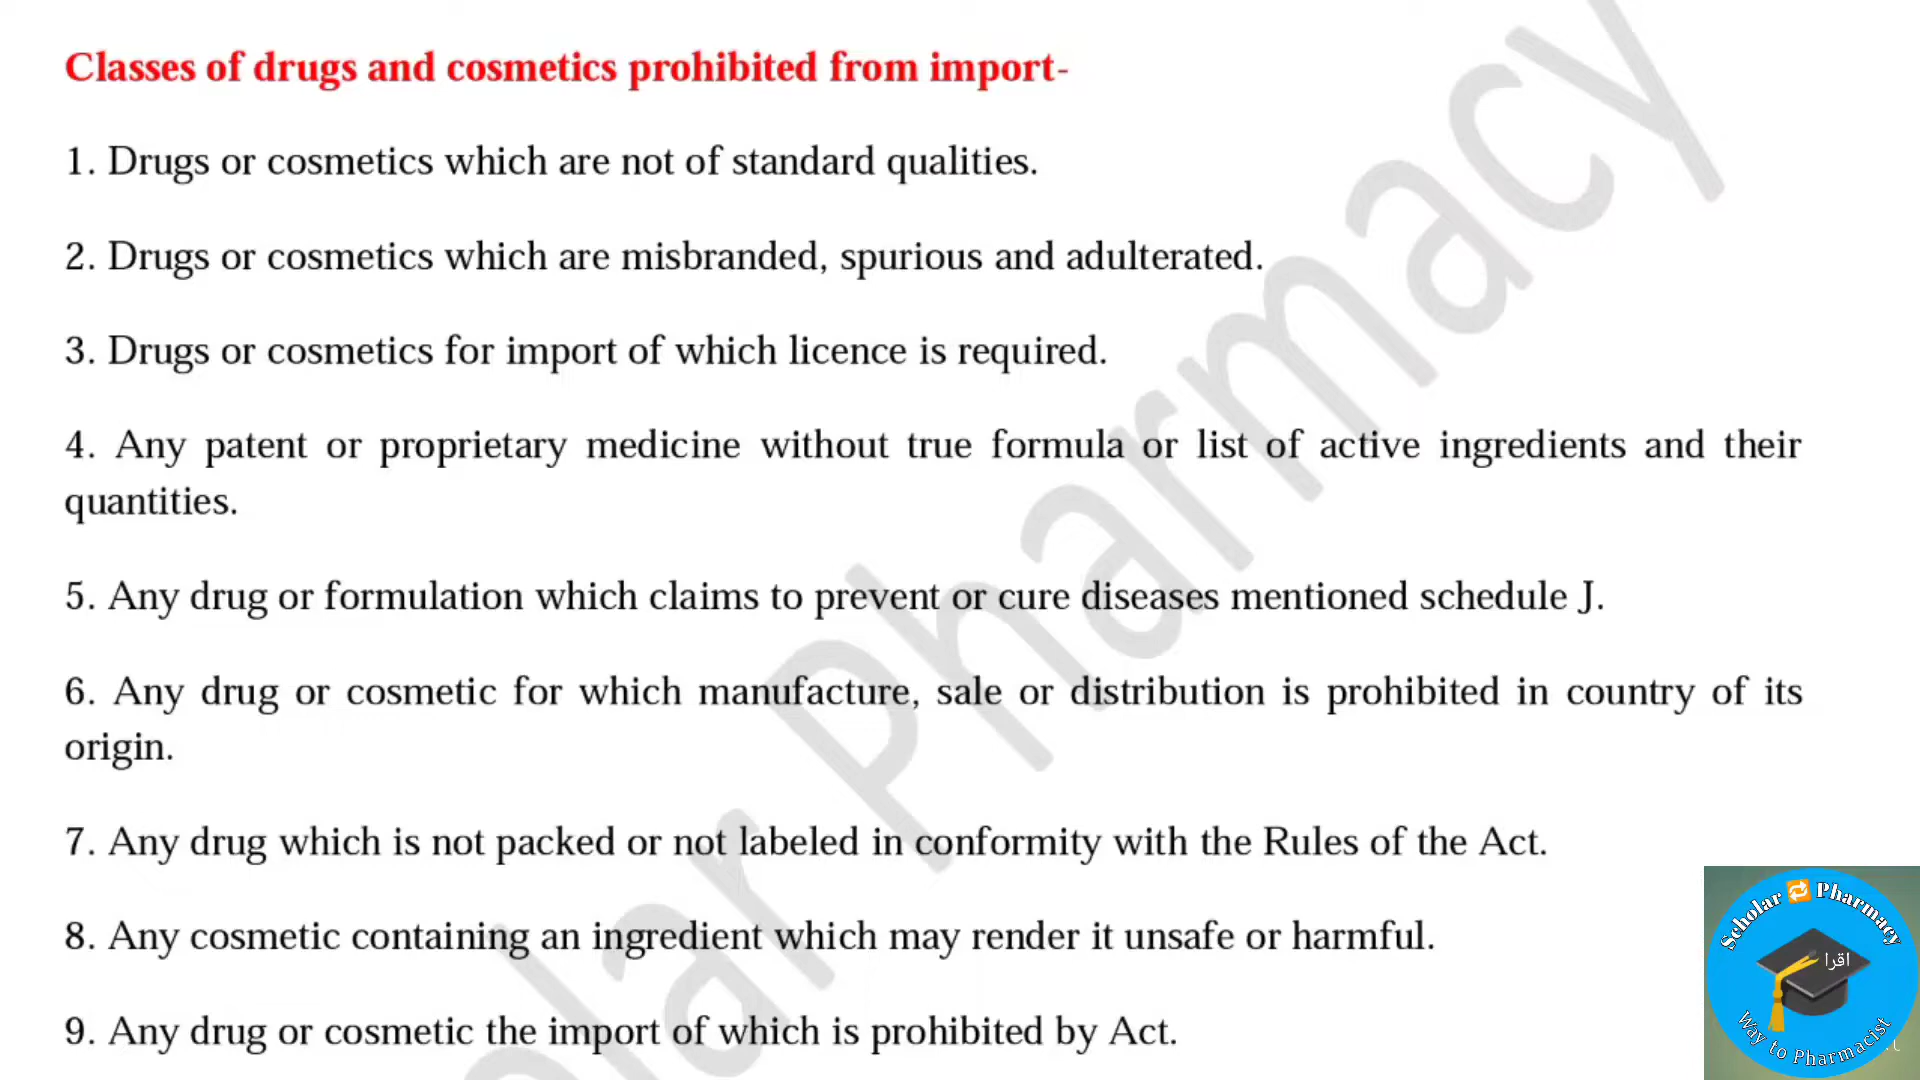 Classes of drugs and cosmetics prohibited from import-
1. Drugs or cosmetics which are not of standard qualities.
2. Drugs or cosmetics which are misbranded, spurious and adulterated.
3. Drugs or cosmetics for import of which licence is required.
4. Any patent or proprietary medicine without true formula or list of active ingredients and their
quantities.
5. Any drug or formulation which claims to prevent or cure diseases mentioned schedule J.
6. Any drug or cosmetic for which manufacture, sale or distribution is prohibited in country of its
origin.
7. Any drug which is not packed or not labeled in conformity with the Rules of the Act.
8. Any cosmetic containing an ingredient which may render it unsafe or harmful.
9. Any drug or cosmetic the import of which is prohibited by Act.
lar Pharmacy
Scholar Pharmacy
اقرا
Way to Pharmacist